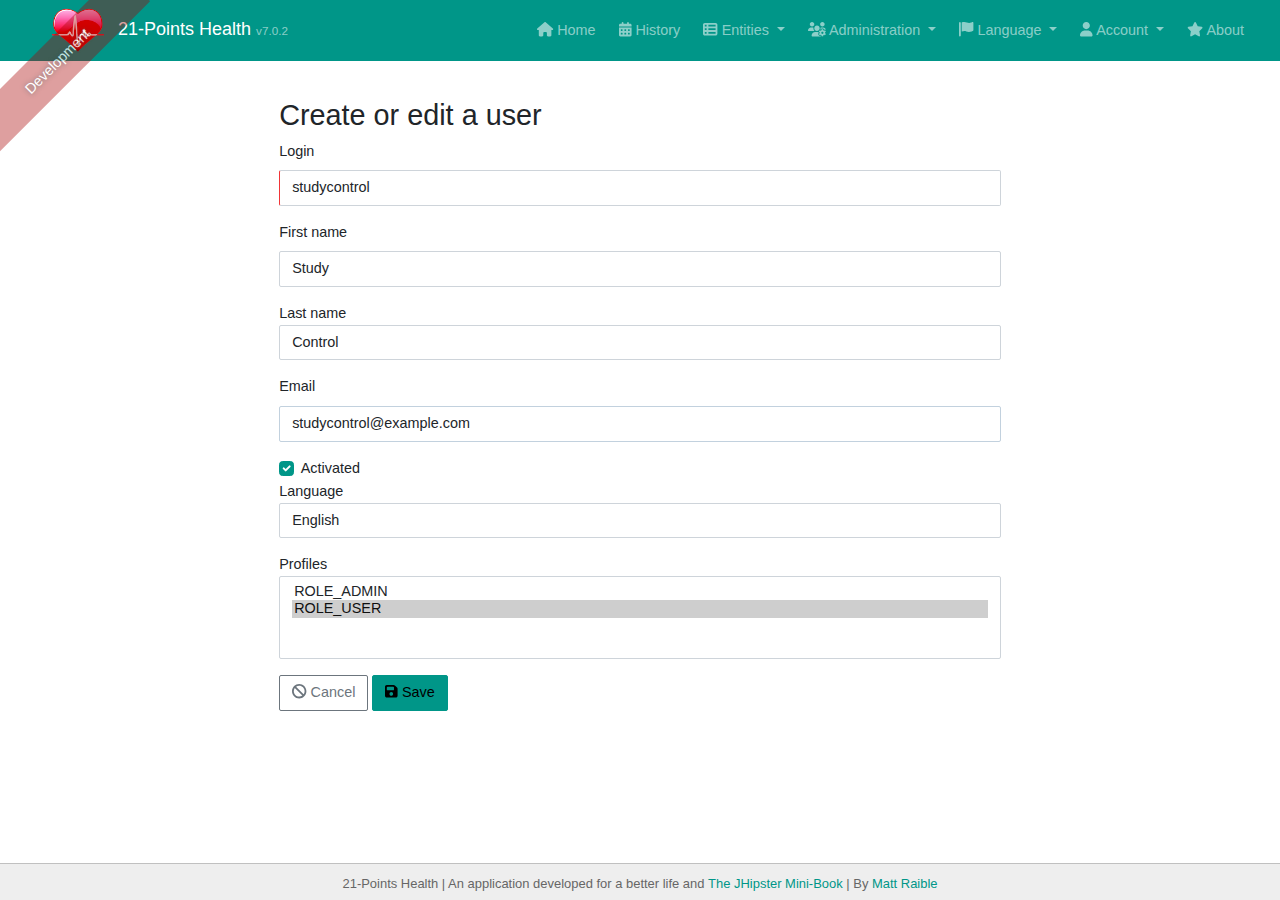 21-Points Health v7.0.2
Home
History
Entities
Administration
Language
Account
About
Development
Create or edit a user
Login
studycontrol
First name
Study
Last name
Control
Email
studycontrol@example.com
Activated
Language
English
Profiles
ROLE_ADMIN
ROLE_USER
Cancel
Save
21-Points Health | An application developed for a better life and The JHipster Mini-Book | By Matt Raible